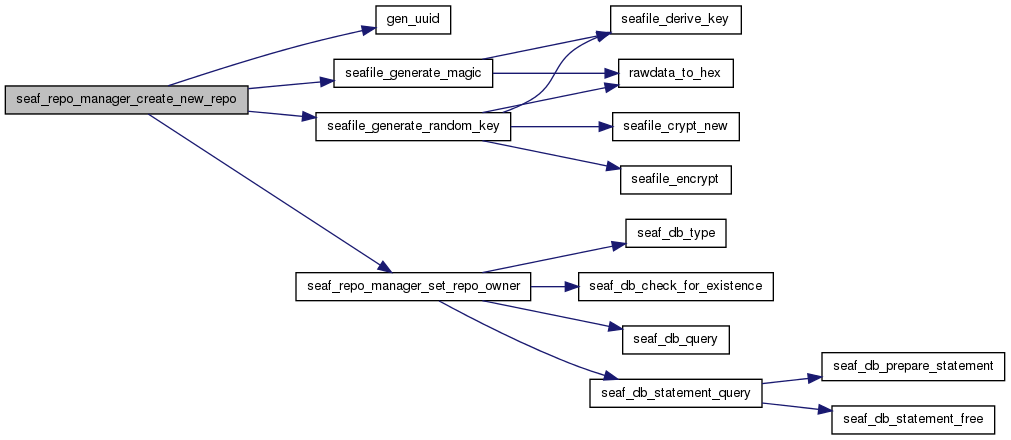 gen_uuid
seafile_derive_key
seafile_generate_magic
rawdata_to_hex
seaf_repo_manager_create_new_repo
seafile_generate_random_key
seafile_crypt_new
seafile_encrypt
seaf_db_type
seaf_repo_manager_set_repo_owner
seaf_db_check_for_existence
seaf_db_query
seaf_db_prepare_statement
seaf_db_statement_query
seaf_db_statement_free